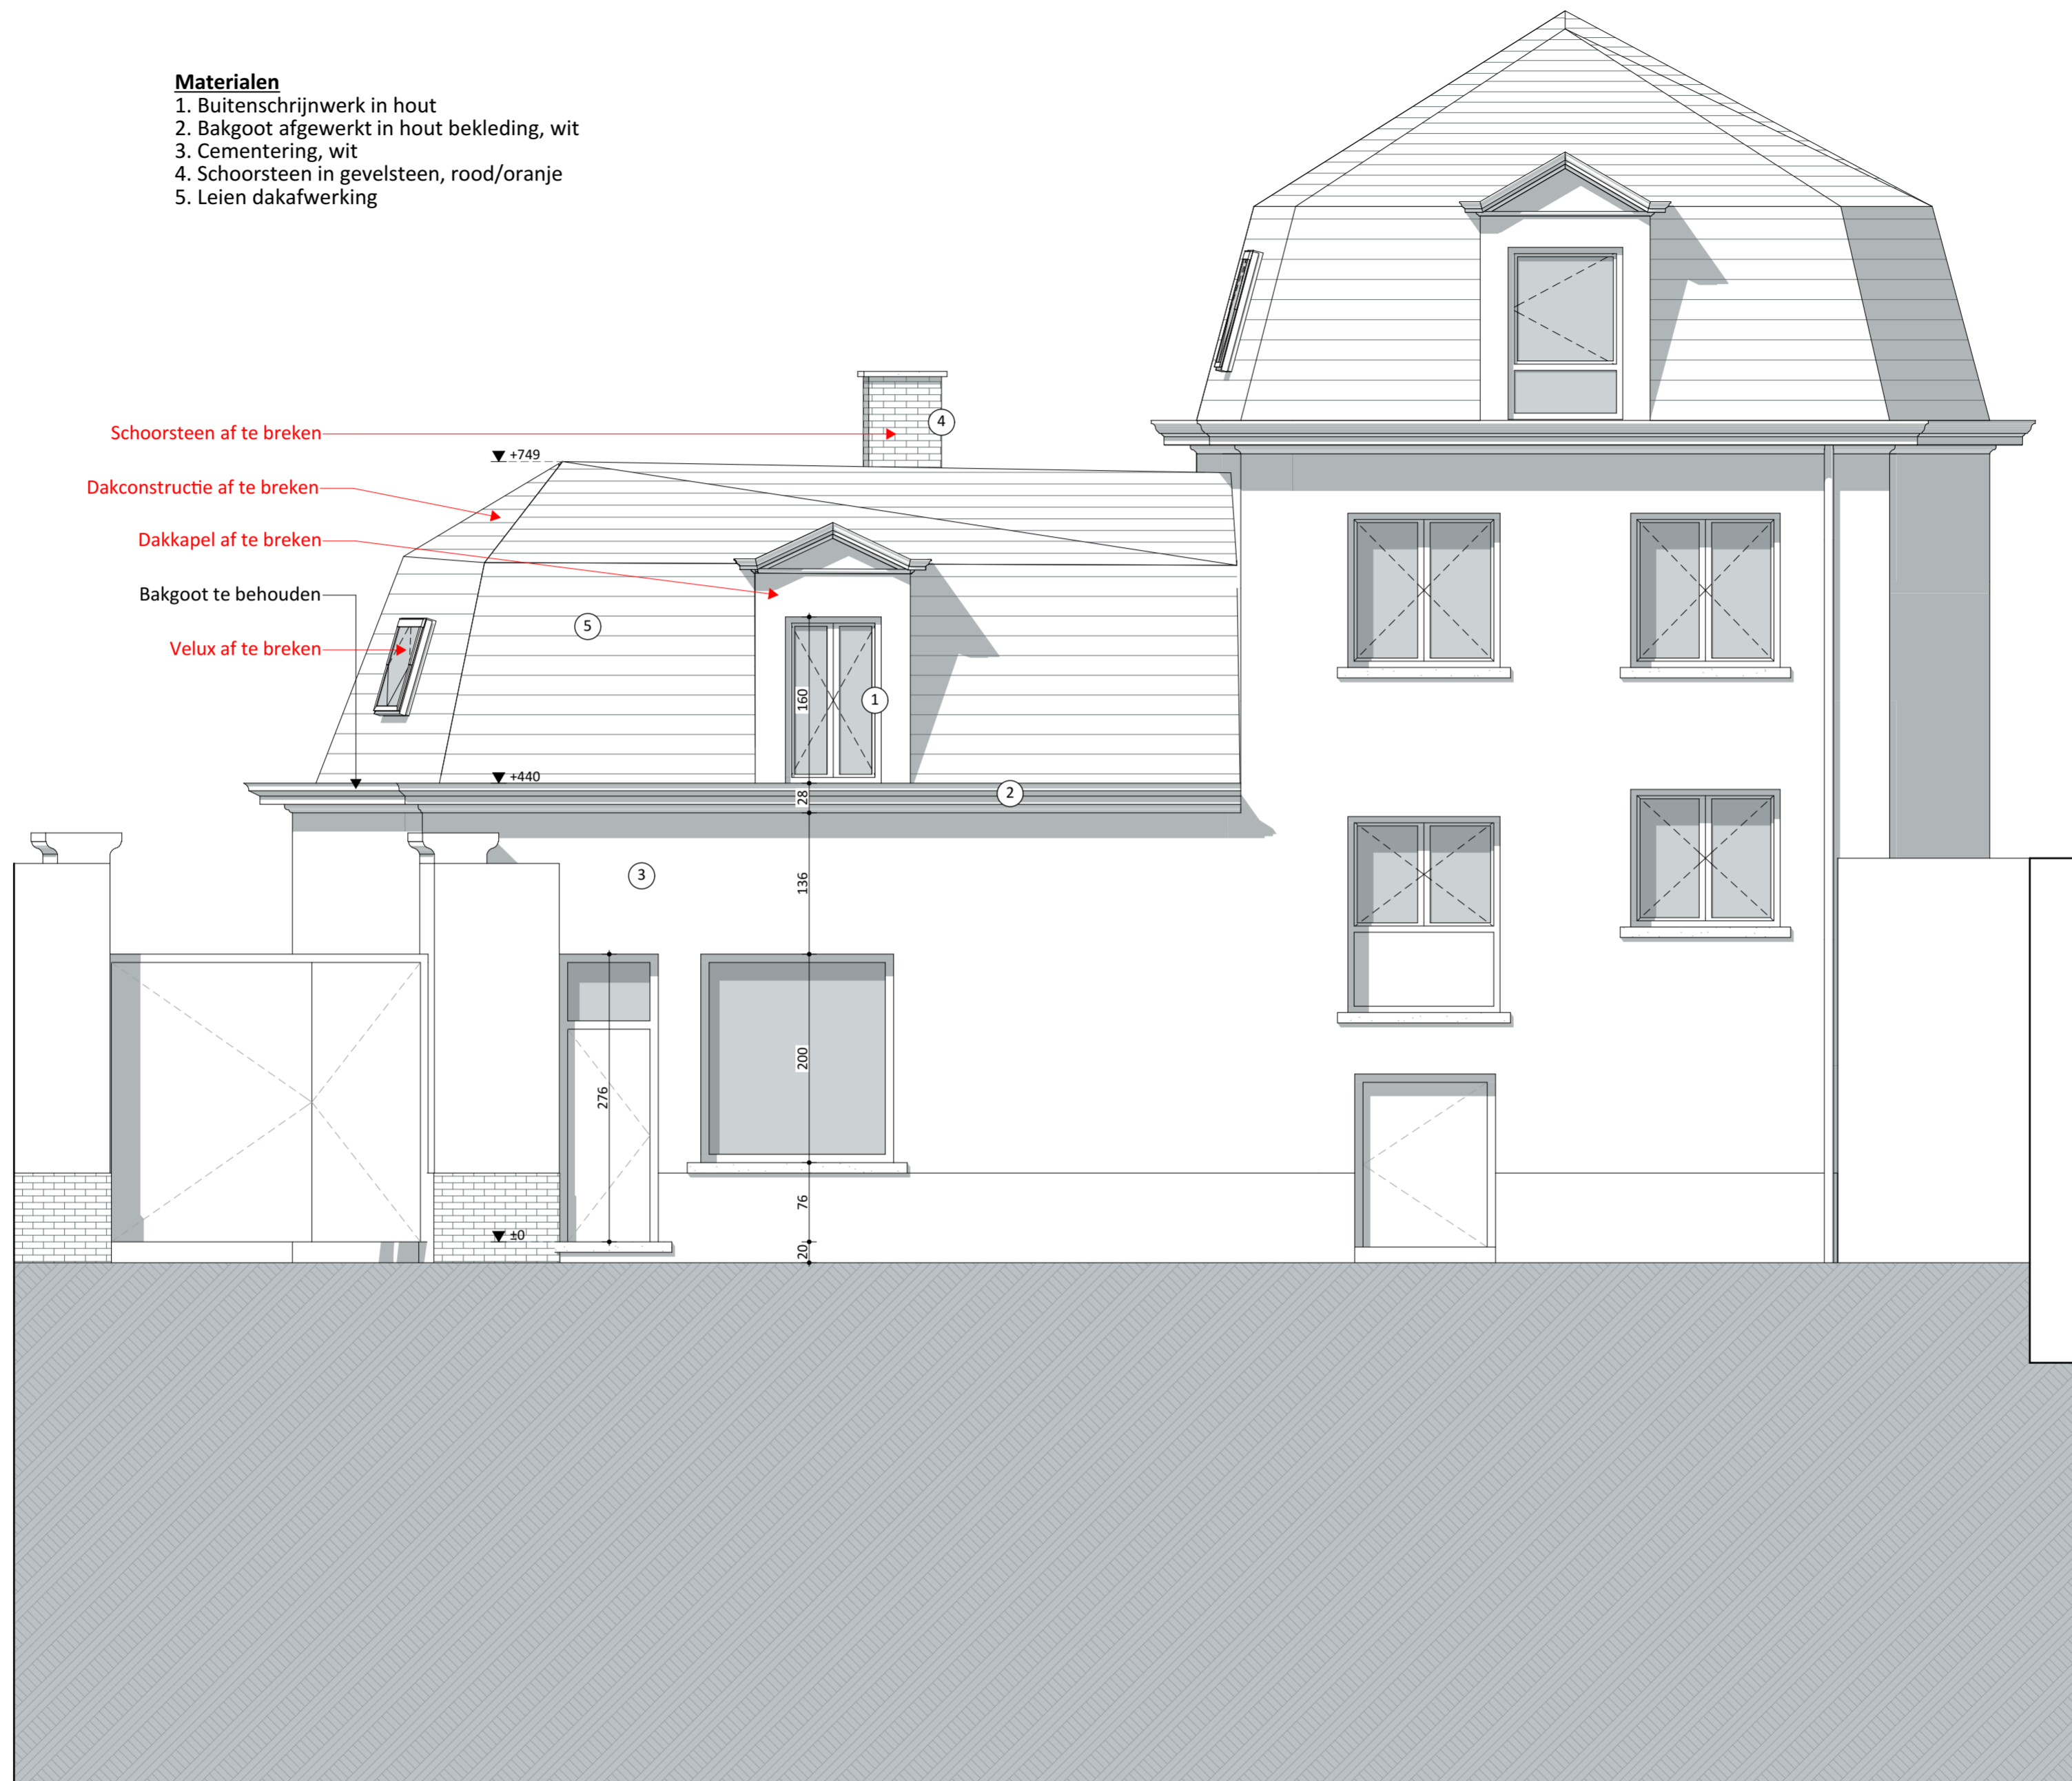 Materialen
1. Buitenschrijnwerk in hout
2. Bakgoot afgewerkt in hout bekleding, wit
3. Cementering, wit
4. Schoorsteen in gevelsteen, rood/oranje
5. Leien dakafwerking
Schoorsteen af te breken
4
+749
Dakconstructie af te breken
Dakkapel af te breken
Bakgoot te behouden
5
Velux af te breken
160
1
+440
28
2
3
136
200
276
76
±0
20